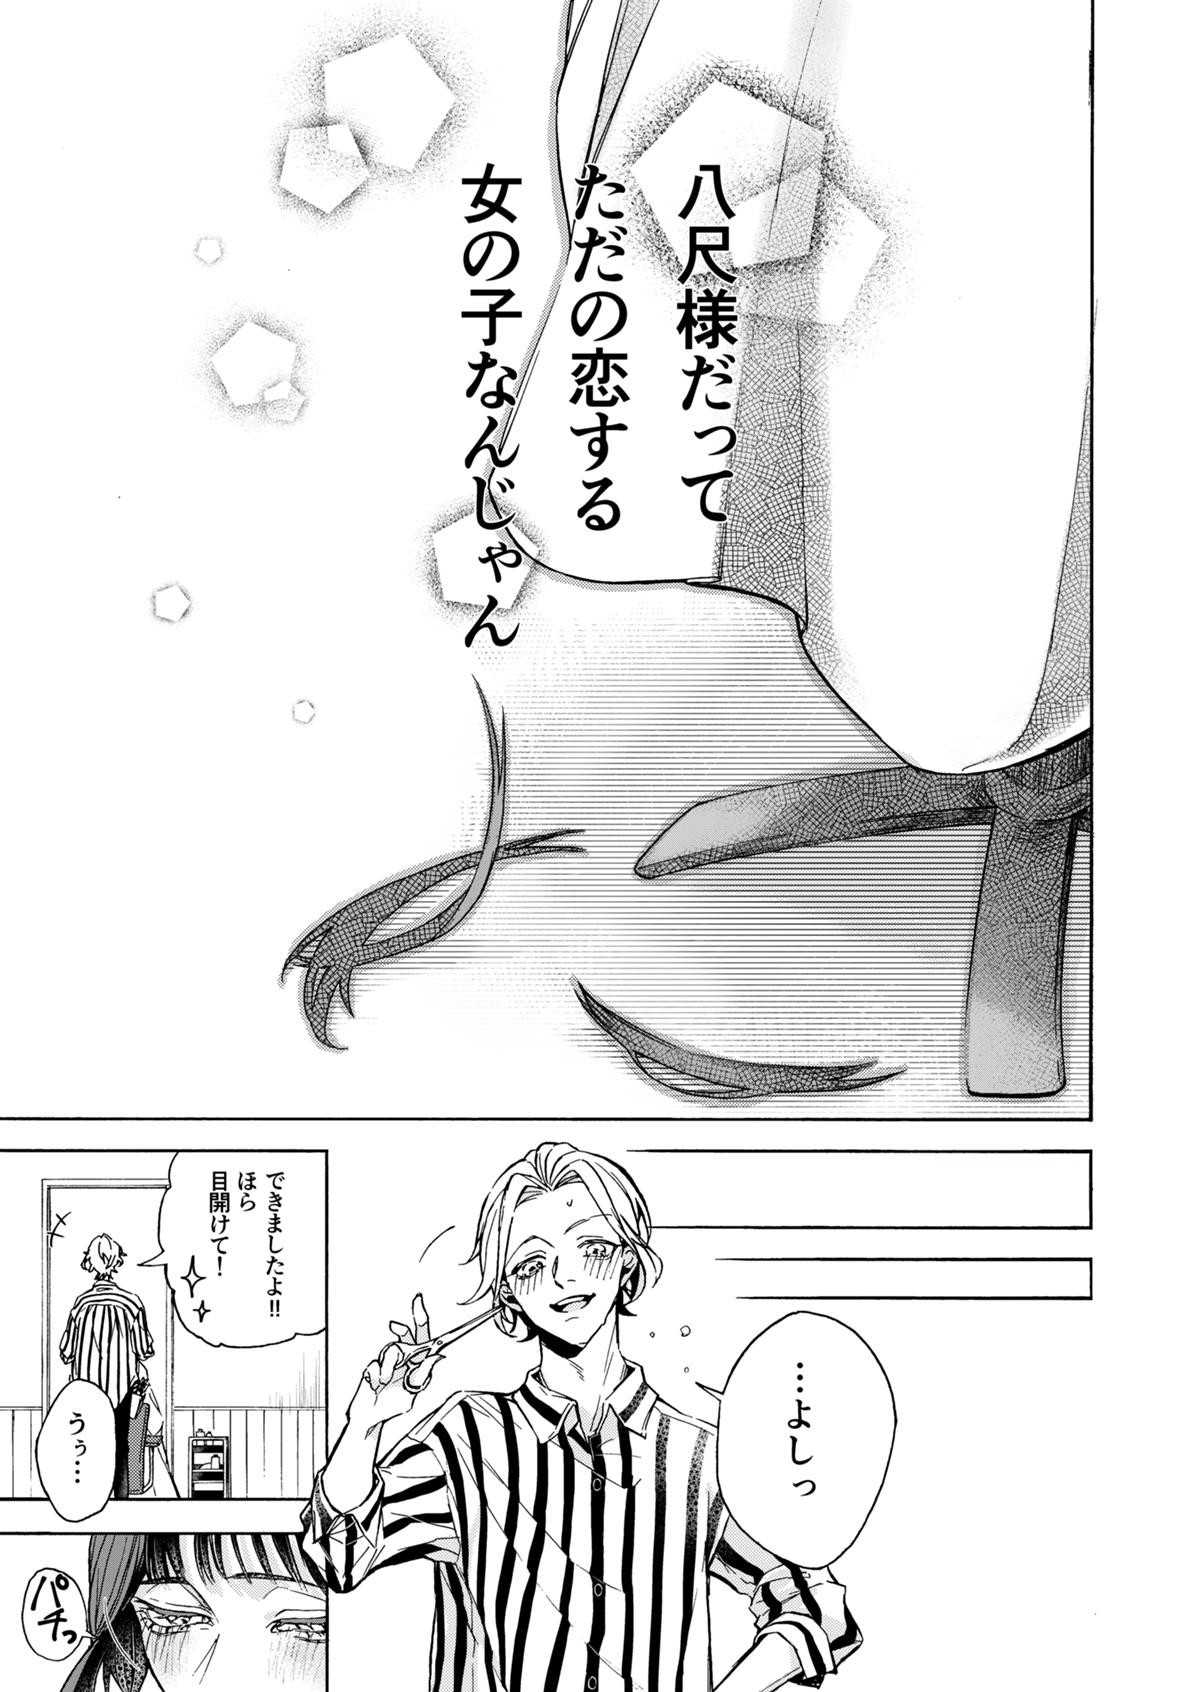 八尺様だって
ただの恋する
女の子なんじゃん
…よしっ
できましたよ!!
ほら
目開けて!
うぅ…
パチっ